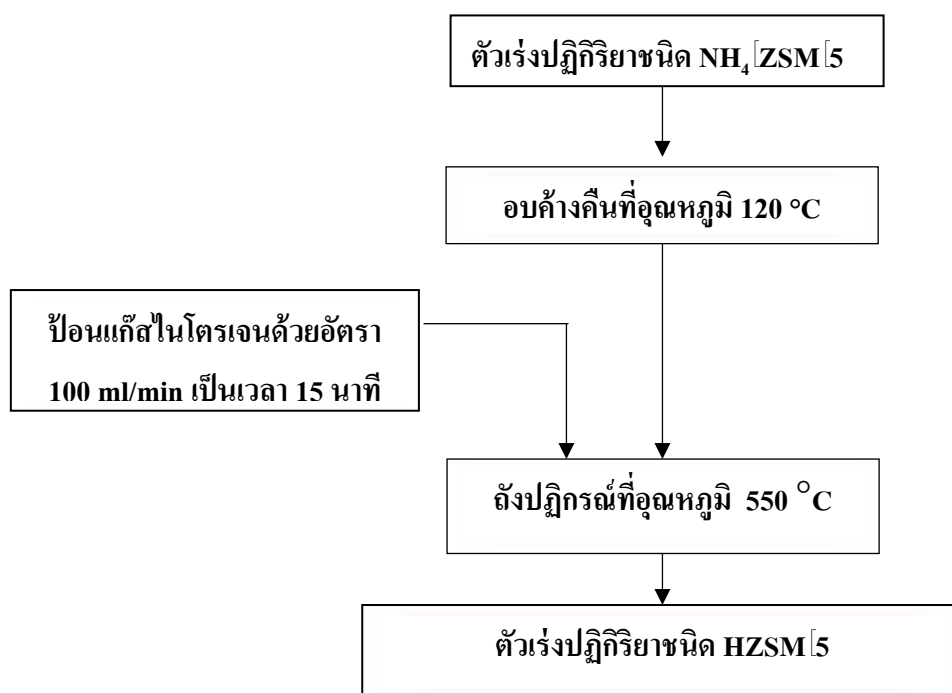 ตัวเร่งปฏิกิริยาชนิด NH₄[ZSM[5
อบค้างคืนที่อุณหภูมิ 120 °C
ป้อนแก๊สไนโตรเจนด้วยอัตรา
100 ml/min เป็นเวลา 15 นาที
ถังปฏิกรณ์ที่อุณหภูมิ 550 °C
ตัวเร่งปฏิกิริยาชนิด HZSM[5